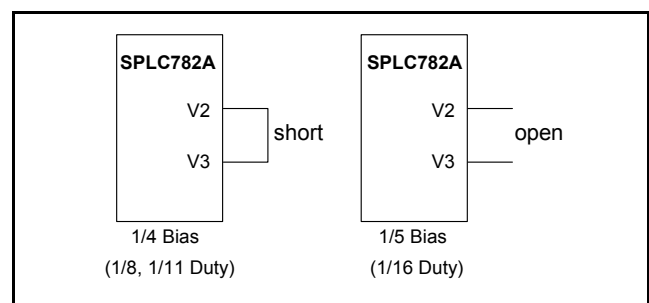 SPLC782A
V2
V3
short
1/4 Bias
(1/8, 1/11 Duty)
SPLC782A
V2
V3
open
1/5 Bias
(1/16 Duty)